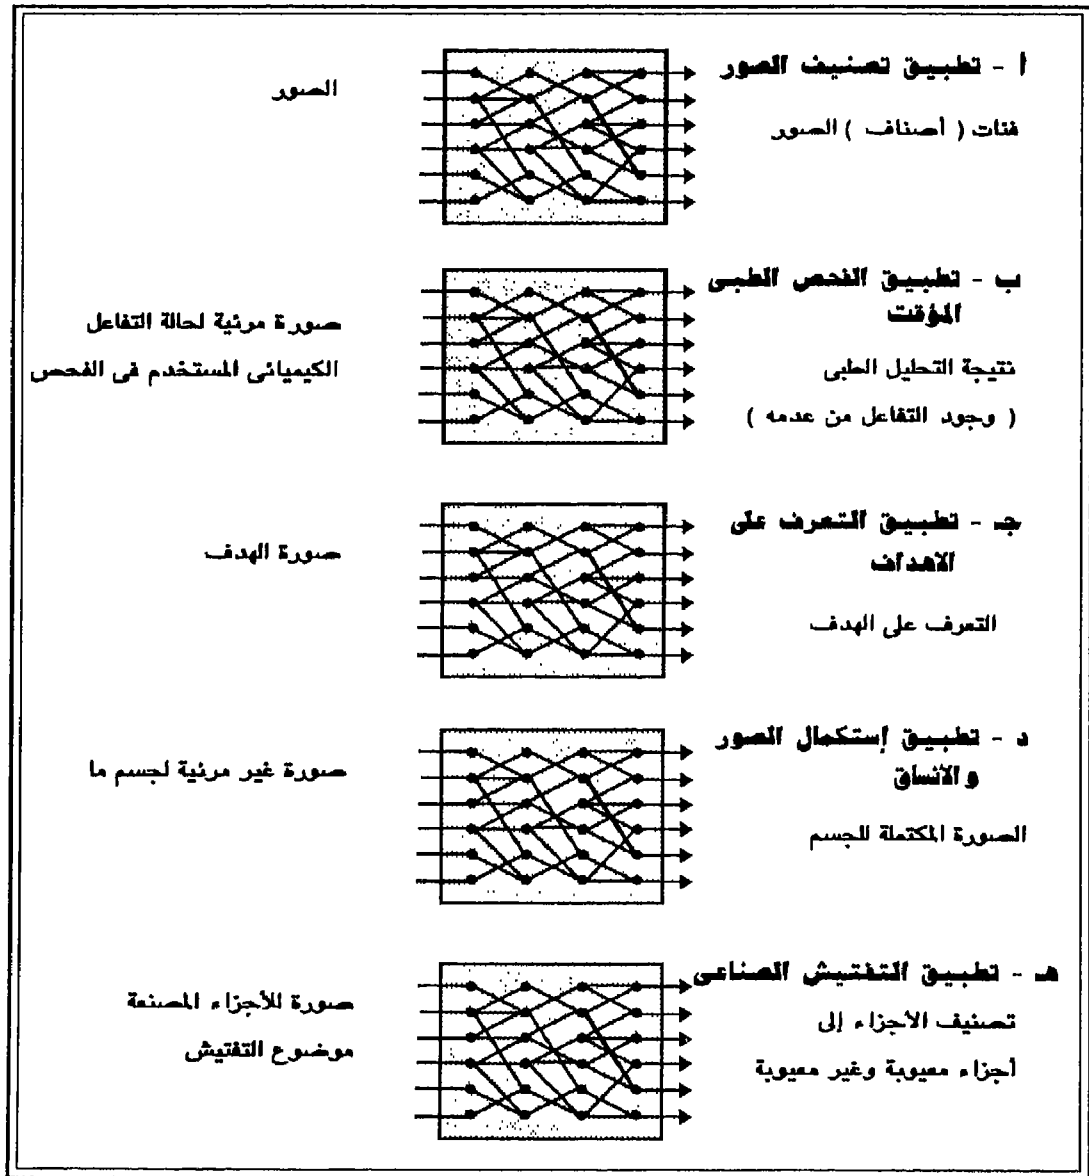 أ - تطبيق تصنيف الصور
فئات ( أصناف ) الصور
الصور
ب - تطبيق الفحص الطبى
المؤقت
نتيجة التحليل الطبى
( وجود التفاعل من عدمه )
صورة مرئية لحالة التفاعل
الكيميائى المستخدم فى الفحص
جـ - تطبيق التعرف على
الاهداف
التعرف على الهدف
صورة الهدف
د - تطبيق إستكمال الصور
والأنساق
الصورة المكتملة للجسم
صورة غير مرئية لجسم ما
هـ - تطبيق التفتيش الصناعى
تصنيف الأجزاء إلى
أجزاء معيوبة وغير معيوبة
صورة للأجزاء المصنعة
موضوع التفتيش